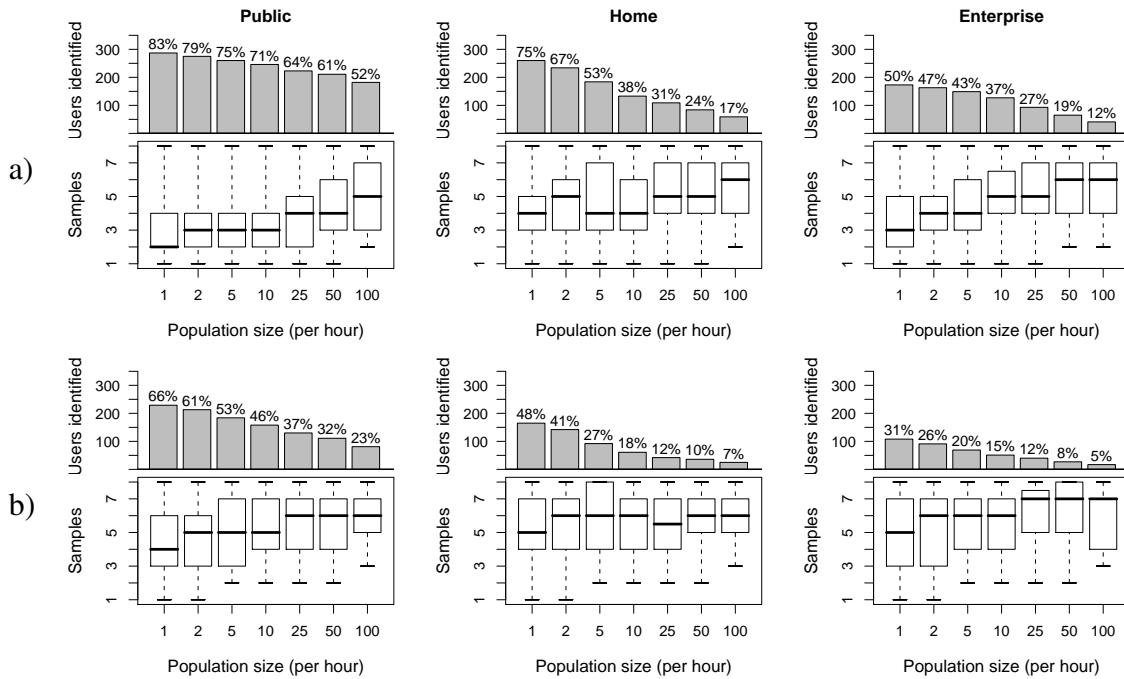 Public Home Enterprise
a)
Users identified
100 200 300
83% 79% 75% 71% 64% 61% 52%
Samples
1 3 5 7
1 2 5 10 25 50 100
Population size (per hour)
Users identified
100 200 300
75% 67% 53% 38% 31% 24% 17%
Samples
1 3 5 7
1 2 5 10 25 50 100
Population size (per hour)
Users identified
100 200 300
50% 47% 43% 37% 27% 19% 12%
Samples
1 3 5 7
1 2 5 10 25 50 100
Population size (per hour)
b)
Users identified
100 200 300
66% 61% 53% 46% 37% 32% 23%
Samples
1 3 5 7
1 2 5 10 25 50 100
Population size (per hour)
Users identified
100 200 300
48% 41% 27% 18% 12% 10% 7%
Samples
1 3 5 7
1 2 5 10 25 50 100
Population size (per hour)
Users identified
100 200 300
31% 26% 20% 15% 12% 8% 5%
Samples
1 3 5 7
1 2 5 10 25 50 100
Population size (per hour)